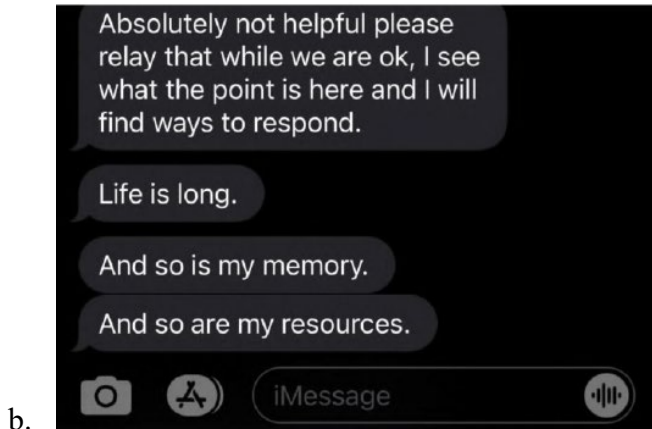 Absolutely not helpful please
relay that while we are ok, I see
what the point is here and I will
find ways to respond.
Life is long.
And so is my memory.
And so are my resources.
iMessage
b.